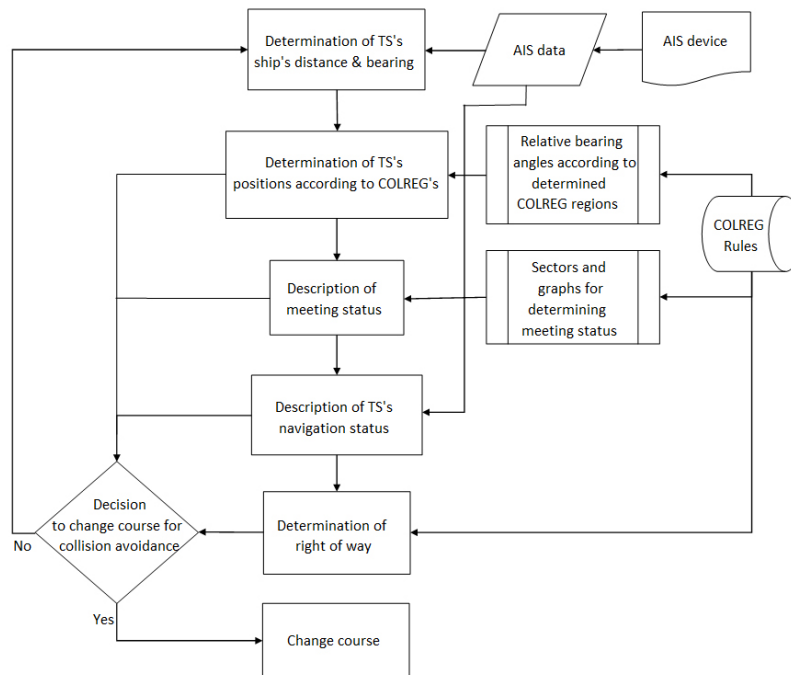 Determination of TS's
ship's distance & bearing
AIS data
AIS device
Determination of TS's
positions according to COLREG's
Relative bearing
angles according to
determined
COLREG regions
COLREG
Rules
Description of
meeting status
Sectors and
graphs for
determining
meeting status
Description of TS's
navigation status
Decision
to change course for
collision avoidance
No
Determination of
right of way
Yes
Change course